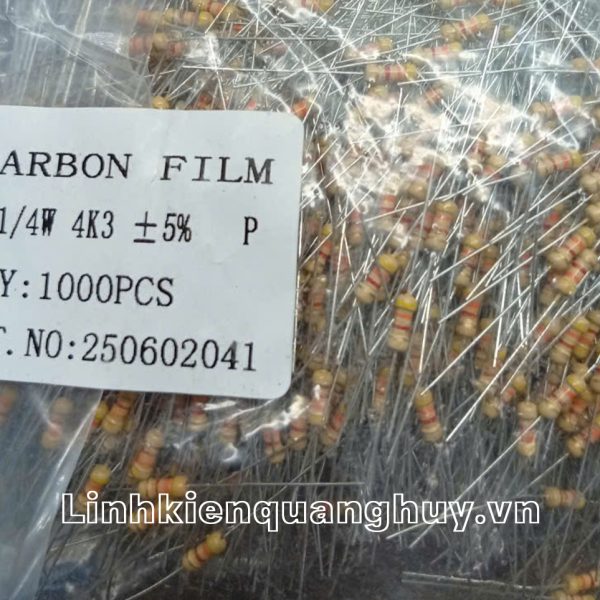 ARBON FILM
1/4W 4K3 ±5% P
Y:1000PCS
T.NO:250602041
Linhkienquanghuy.vn